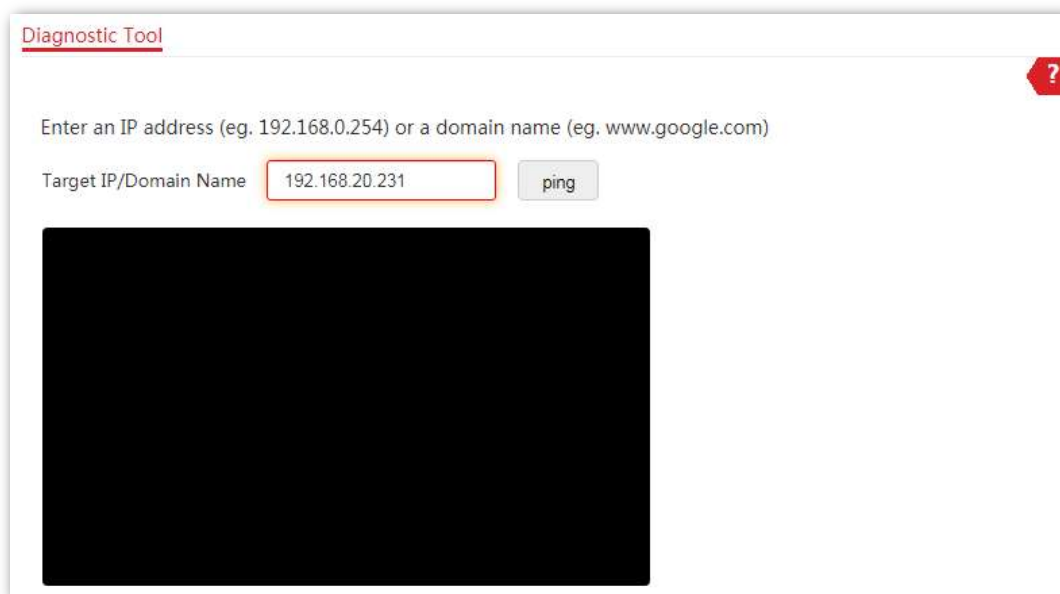 Diagnostic Tool
?
Enter an IP address (eg. 192.168.0.254) or a domain name (eg. www.google.com)
Target IP/Domain Name 192.168.20.231 ping